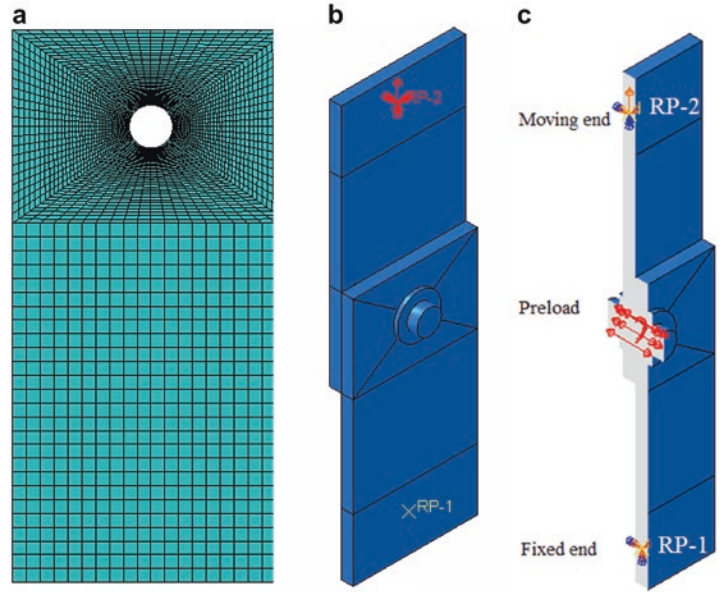 a
b
c
RP-2
RP-1
Moving end
RP-2
Preload
Fixed end
RP-1